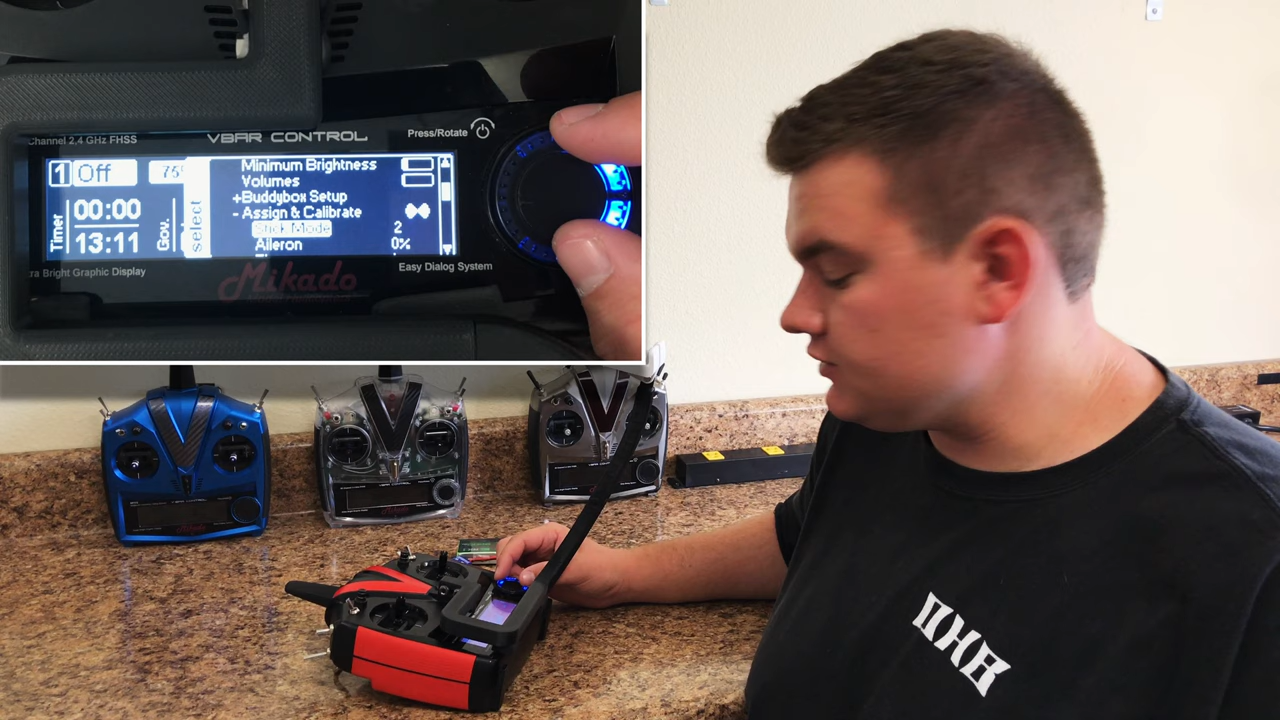 Channel 2,4 GHz FHSS
VBAR CONTROL
Press/Rotate
1 Off
75
select
Minimum Brightness
Volumes
+Buddybox Setup
- Assign & Calibrate
Stick Mode 2
Aileron 0%
Timer
00:00
13:11
Gov.
ra Bright Graphic Display
Mikado
Easy Dialog System